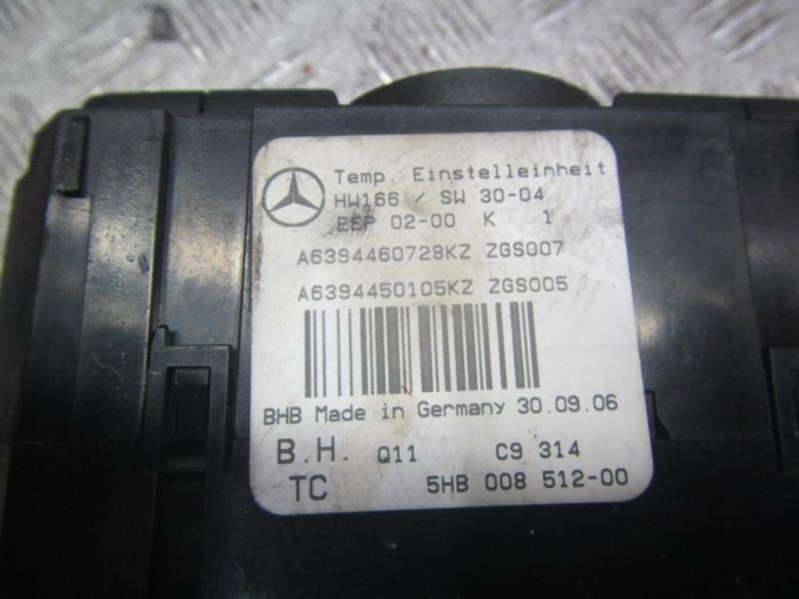 Temp. Einstelleinheit
HW166 / SW 30-04
ESP 02-00 K 1
A6394460728KZ ZGS007
A6394450105KZ ZGS005
BHB Made in Germany 30.09.06
B.H. Q11 C9 314
TC 5HB 008 512-00